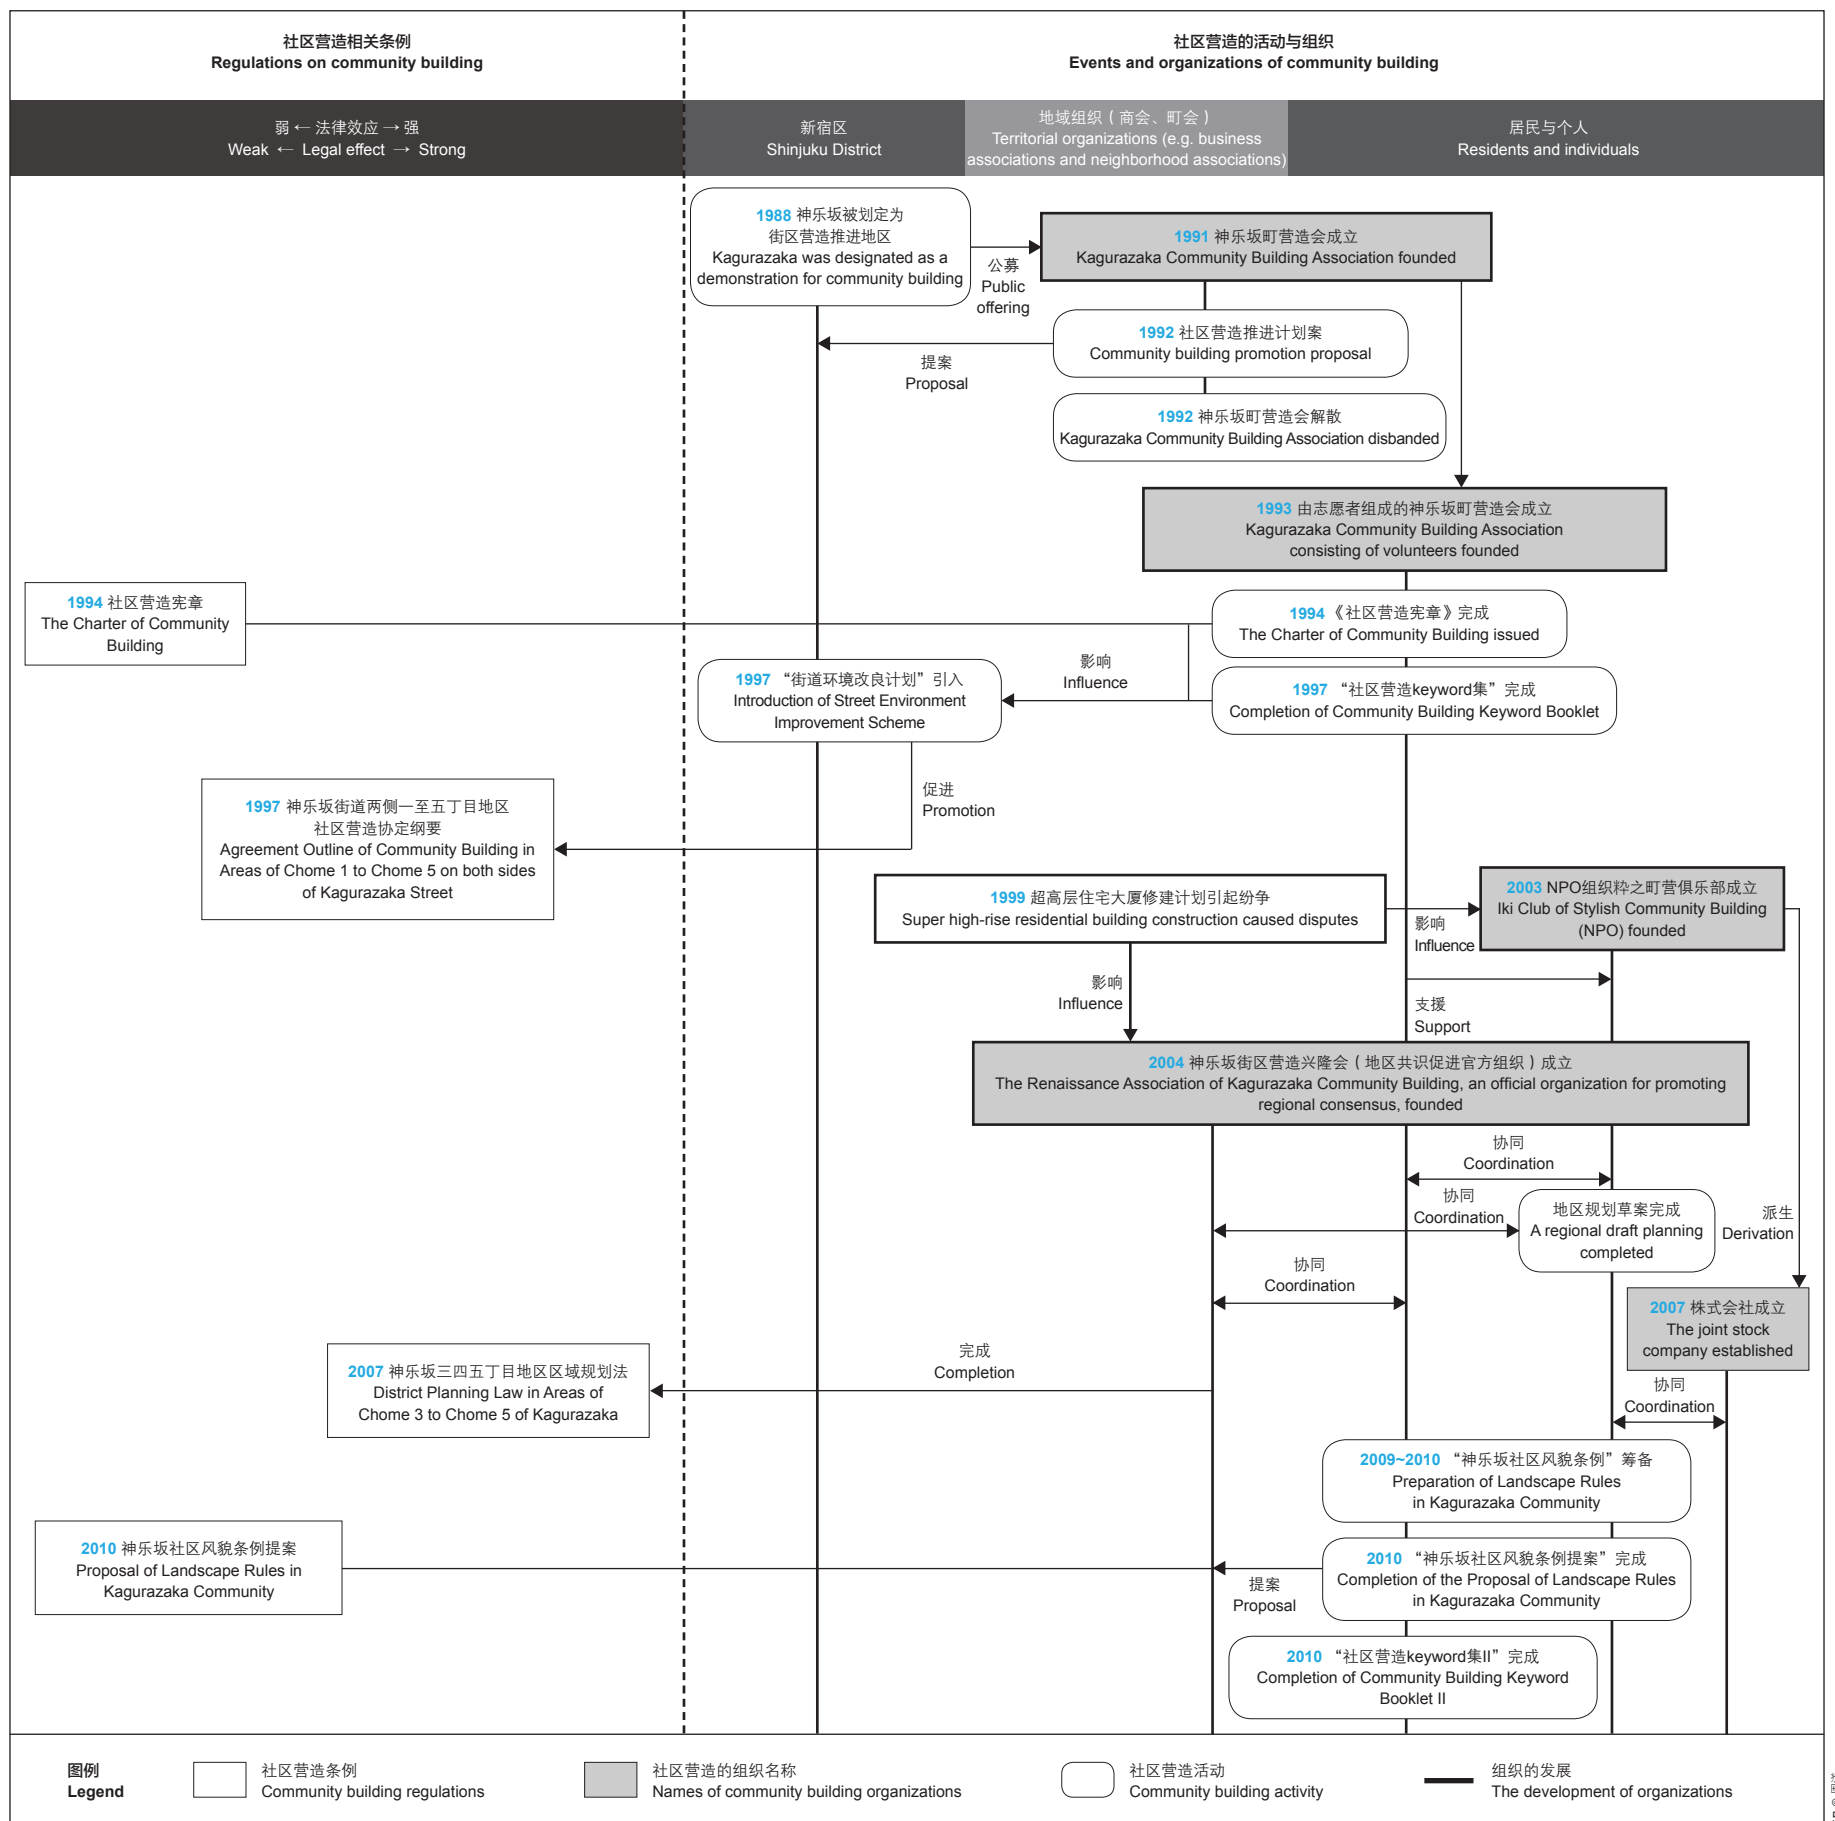 社区营造相关条例
Regulations on community building
社区营造的活动与组织
Events and organizations of community building
弱 ← 法律效应 → 强
Weak ← Legal effect → Strong
新宿区
Shinjuku District
地域组织（商会、町会）
Territorial organizations (e.g. business
associations and neighborhood associations)
居民与个人
Residents and individuals
1988 神乐坂被划定为
街区营造推进地区
Kagurazaka was designated as a
demonstration for community building
公募
Public
offering
1991 神乐坂町营造会成立
Kagurazaka Community Building Association founded
1992 社区营造推进计划案
Community building promotion proposal
提案
Proposal
1992 神乐坂町营造会解散
Kagurazaka Community Building Association disbanded
1993 由志愿者组成的神乐坂町营造会成立
Kagurazaka Community Building Association
consisting of volunteers founded
1994 社区营造宪章
The Charter of Community
Building
1994 《社区营造宪章》完成
The Charter of Community Building issued
影响
Influence
1997 “街道环境改良计划”引入
Introduction of Street Environment
Improvement Scheme
1997 “社区营造keyword集”完成
Completion of Community Building Keyword Booklet
促进
Promotion
1997 神乐坂街道两侧一至五丁目地区
社区营造协定纲要
Agreement Outline of Community Building in
Areas of Chome 1 to Chome 5 on both sides
of Kagurazaka Street
1999 超高层住宅大厦修建计划引起纷争
Super high-rise residential building construction caused disputes
影响
Influence
2003 NPO组织粋之町营俱乐部成立
Iki Club of Stylish Community Building
(NPO) founded
影响
Influence
支援
Support
2004 神乐坂街区营造兴隆会（地区共识促进官方组织）成立
The Renaissance Association of Kagurazaka Community Building, an official organization for promoting
regional consensus, founded
协同
Coordination
协同
Coordination
地区规划草案完成
A regional draft planning
completed
派生
Derivation
协同
Coordination
2007 株式会社成立
The joint stock
company established
完成
Completion
2007 神乐坂三四五丁目地区区域规划法
District Planning Law in Areas of
Chome 3 to Chome 5 of Kagurazaka
协同
Coordination
2009~2010 “神乐坂社区风貌条例”筹备
Preparation of Landscape Rules
in Kagurazaka Community
2010 神乐坂社区风貌条例提案
Proposal of Landscape Rules in
Kagurazaka Community
提案
Proposal
2010 “神乐坂社区风貌条例提案”完成
Completion of the Proposal of Landscape Rules
in Kagurazaka Community
2010 “社区营造keyword集II”完成
Completion of Community Building Keyword
Booklet II
图例
Legend
社区营造条例
Community building regulations
社区营造的组织名称
Names of community building organizations
社区营造活动
Community building activity
组织的发展
The development of organizations